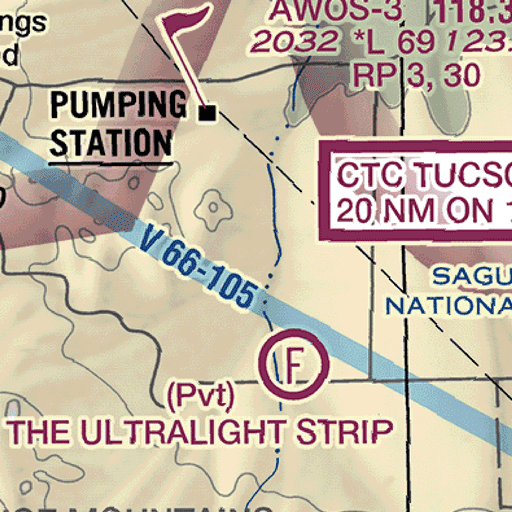 AWOS-3 118.3
ngs
2032 *L 69 123
d
RP 3, 30
PUMPING
STATION
CTC TUCSO
20 NM ON 1
V 66-105
SAGU
NATIONA
F
(Pvt)
THE ULTRALIGHT STRIP
MOUNTAINS